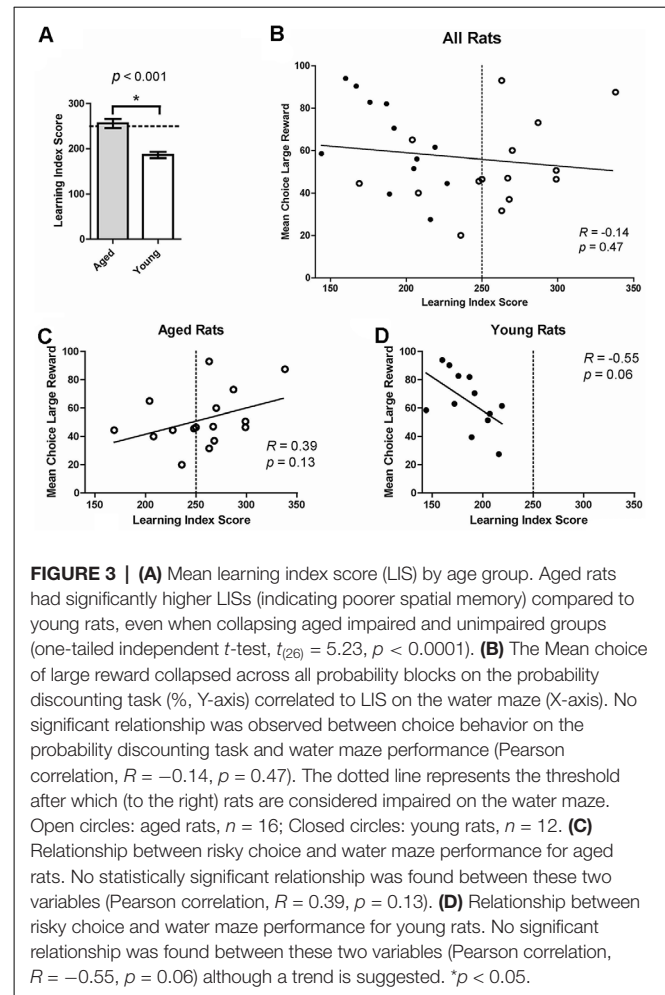 A
p < 0.001
*
Learning Index Score
300
200
100
0
Aged
Young
B
All Rats
Mean Choice Large Reward
100
80
60
40
20
0
R = -0.14
p = 0.47
150
200
250
300
350
Learning Index Score
C
Aged Rats
Mean Choice Large Reward
100
80
60
40
20
0
R = 0.39
p = 0.13
150
200
250
300
350
Learning Index Score
D
Young Rats
Mean Choice Large Reward
100
80
60
40
20
0
R = -0.55
p = 0.06
150
200
250
300
350
Learning Index Score
FIGURE 3 | (A) Mean learning index score (LIS) by age group. Aged rats
had significantly higher LISs (indicating poorer spatial memory) compared to
young rats, even when collapsing aged impaired and unimpaired groups
(one-tailed independent t-test, t(26) = 5.23, p < 0.0001). (B) The Mean choice
of large reward collapsed across all probability blocks on the probability
discounting task (%, Y-axis) correlated to LIS on the water maze (X-axis). No
significant relationship was observed between choice behavior on the
probability discounting task and water maze performance (Pearson
correlation, R = −0.14, p = 0.47). The dotted line represents the threshold
after which (to the right) rats are considered impaired on the water maze.
Open circles: aged rats, n = 16; Closed circles: young rats, n = 12. (C)
Relationship between risky choice and water maze performance for aged
rats. No statistically significant relationship was found between these two
variables (Pearson correlation, R = 0.39, p = 0.13). (D) Relationship between
risky choice and water maze performance for young rats. No significant
relationship was found between these two variables (Pearson correlation,
R = −0.55, p = 0.06) although a trend is suggested. *p < 0.05.